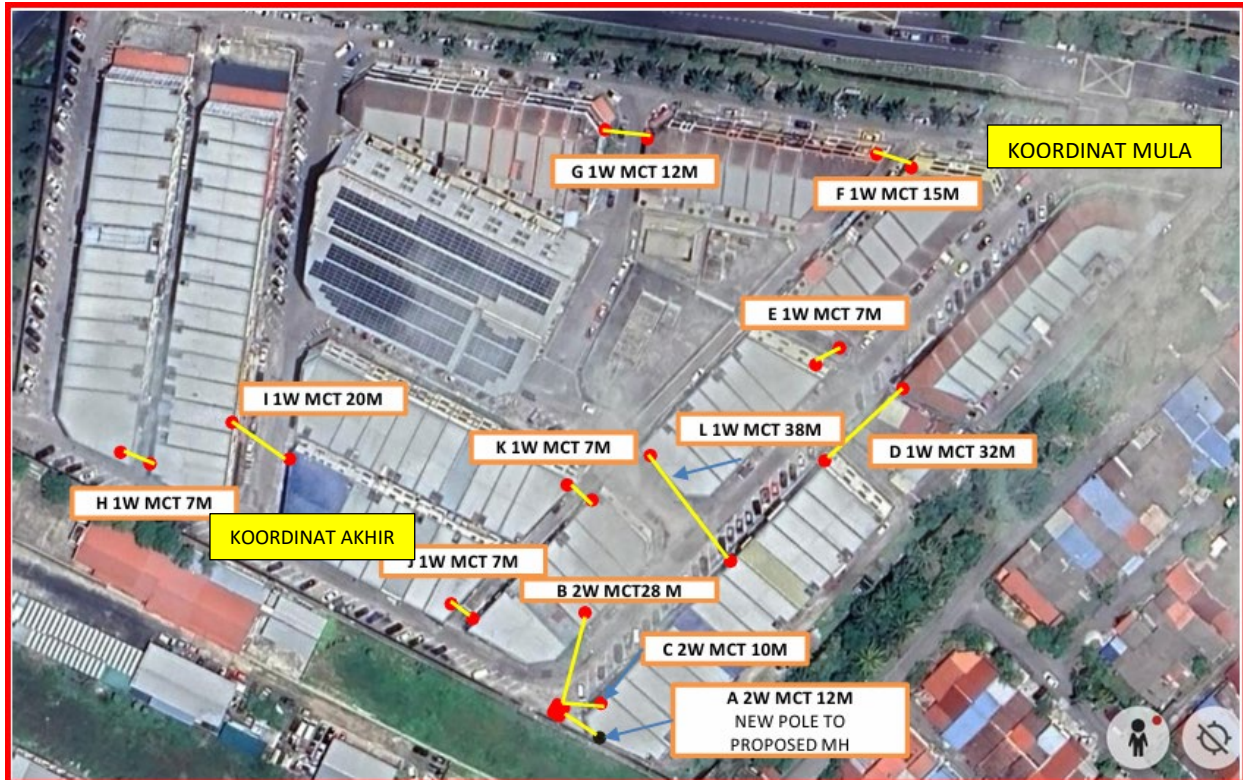 KOORDINAT MULA
G 1W MCT 12M
F 1W MCT 15M
E 1W MCT 7M
I 1W MCT 20M
L 1W MCT 38M
K 1W MCT 7M
D 1W MCT 32M
H 1W MCT 7M
KOORDINAT AKHIR
1W MCT 7M
B 2W MCT28 M
C 2W MCT 10M
A 2W MCT 12M
NEW POLE TO
PROPOSED MH